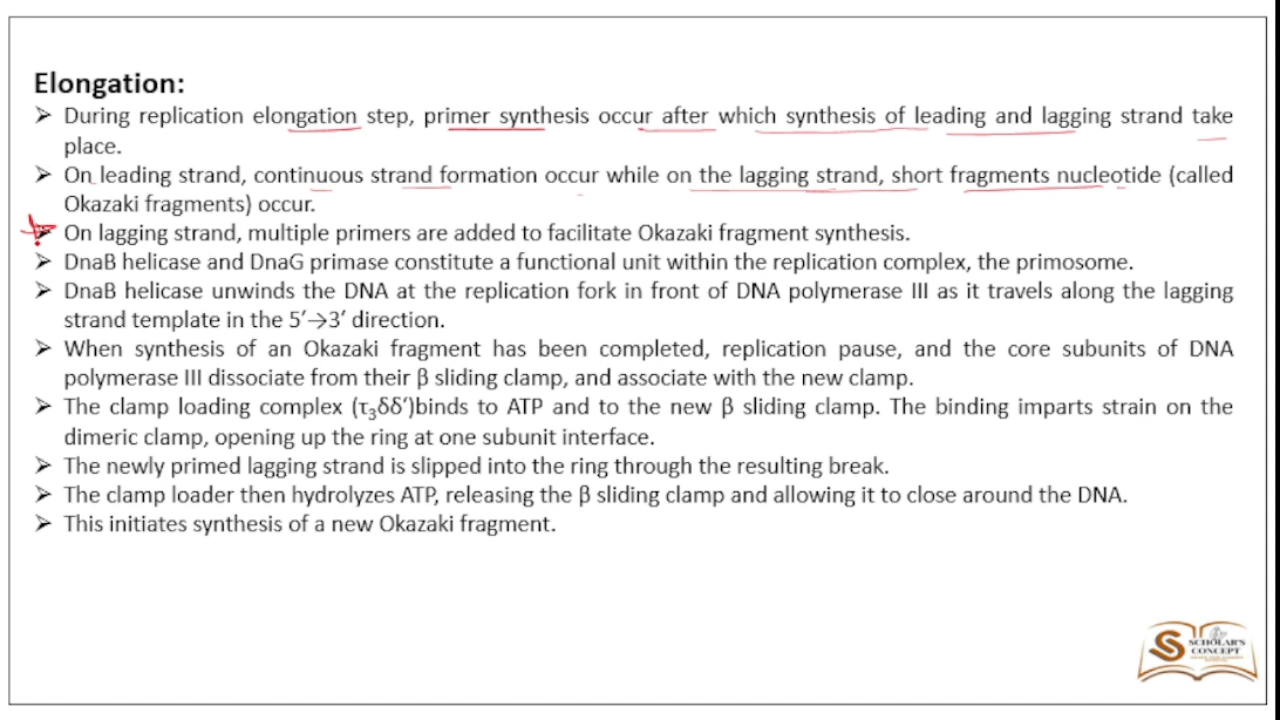 Elongation:
➤ During replication elongation step, primer synthesis occur after which synthesis of leading and lagging strand take
place.
➤ On leading strand, continuous strand formation occur while on the lagging strand, short fragments nucleotide (called
Okazaki fragments) occur.
➤ On lagging strand, multiple primers are added to facilitate Okazaki fragment synthesis.
➤ DnaB helicase and DnaG primase constitute a functional unit within the replication complex, the primosome.
➤ DnaB helicase unwinds the DNA at the replication fork in front of DNA polymerase III as it travels along the lagging
strand template in the 5′→3′ direction.
➤ When synthesis of an Okazaki fragment has been completed, replication pause, and the core subunits of DNA
polymerase III dissociate from their β sliding clamp, and associate with the new clamp.
➤ The clamp loading complex (τ₃δδ′)binds to ATP and to the new β sliding clamp. The binding imparts strain on the
dimeric clamp, opening up the ring at one subunit interface.
➤ The newly primed lagging strand is slipped into the ring through the resulting break.
➤ The clamp loader then hydrolyzes ATP, releasing the β sliding clamp and allowing it to close around the DNA.
➤ This initiates synthesis of a new Okazaki fragment.
SCHOLAR'S
CONCEPT